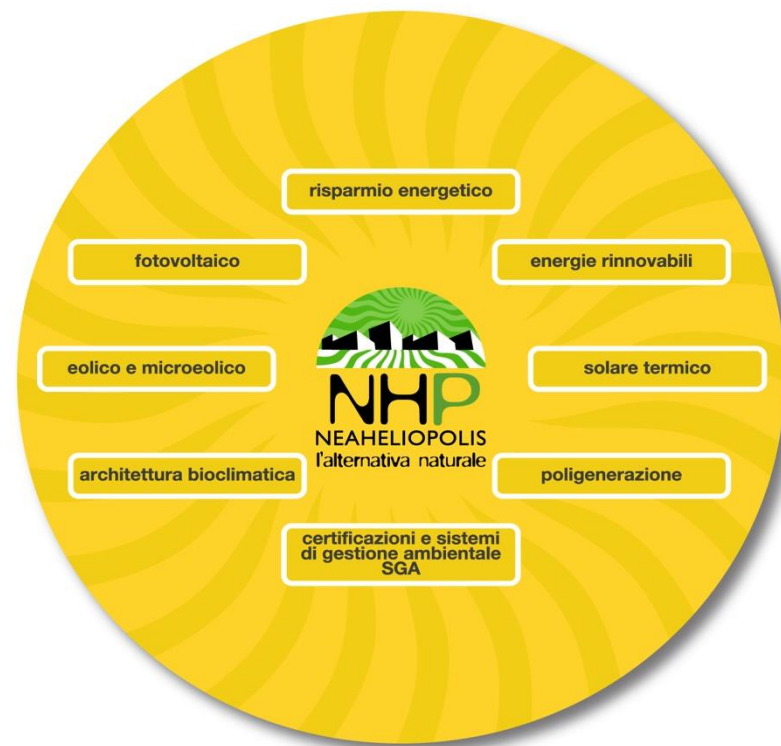 risparmio energetico
fotovoltaico
energie rinnovabili
eolico e microeolico
solare termico
NHP
NEAHELIOPOLIS
l'alternativa naturale
architettura bioclimatica
poligenerazione
certificazioni e sistemi
di gestione ambientale
SGA